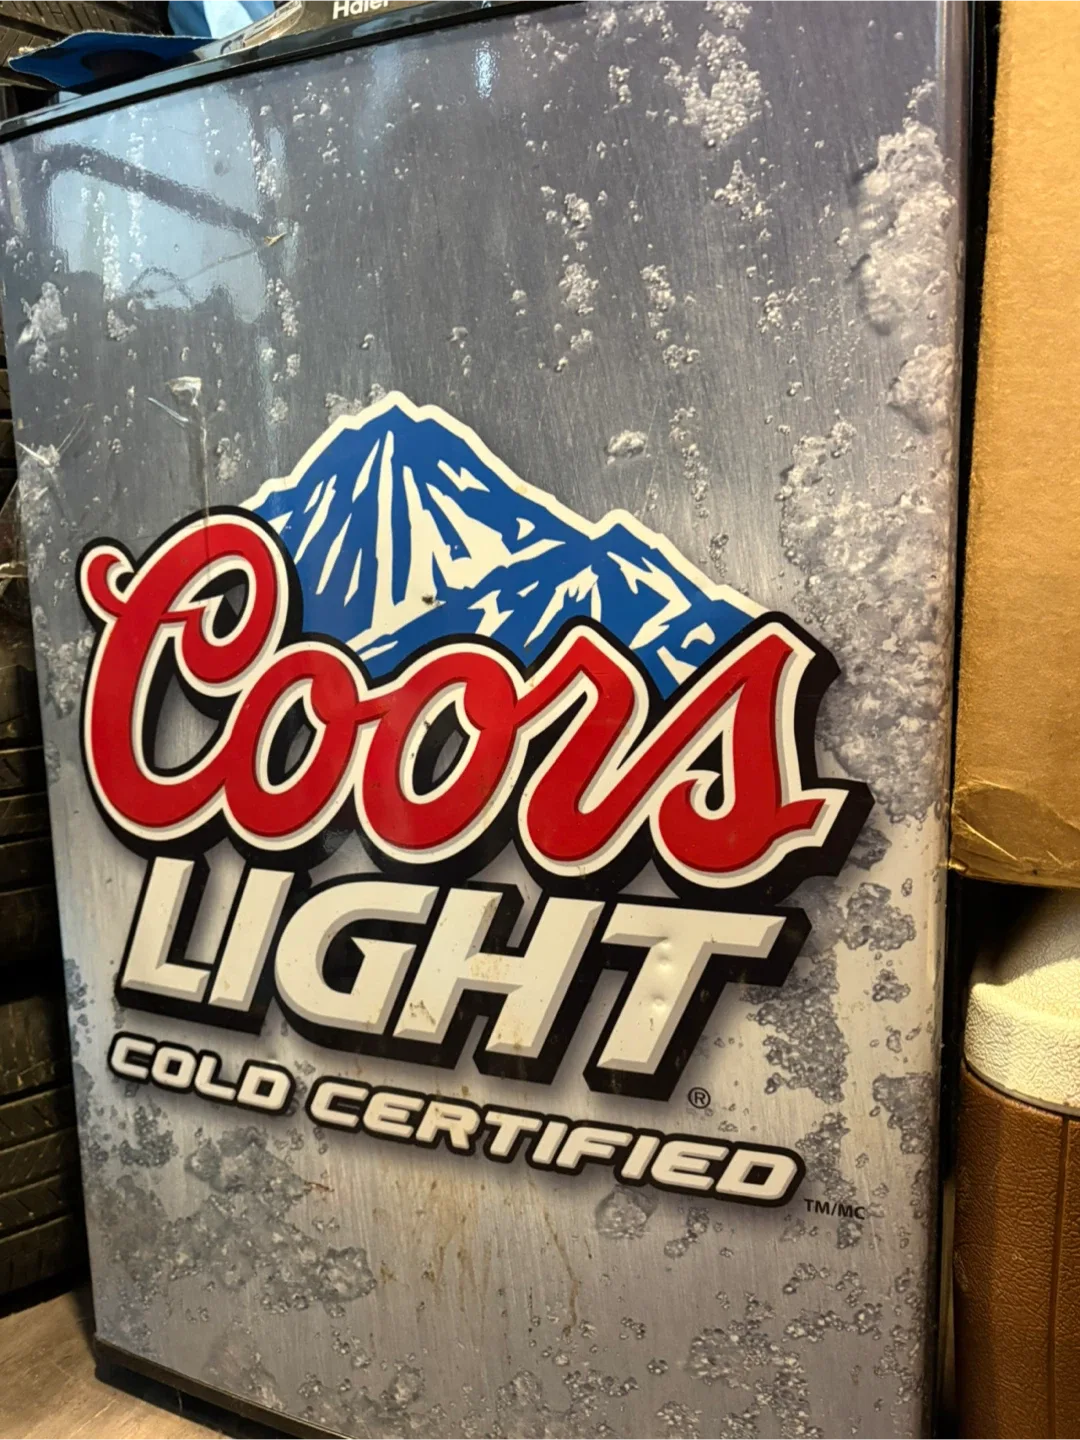 Haier
Coors
LIGHT
®
COLD CERTIFIED
TM/MC